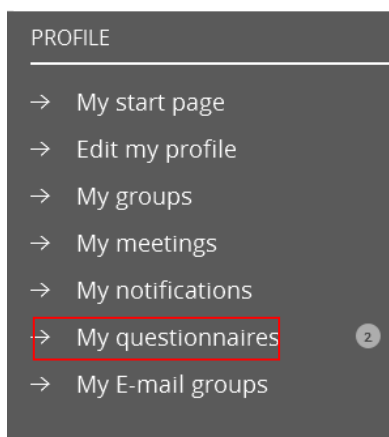 PROFILE
→ My start page
→ Edit my profile
→ My groups
→ My meetings
→ My notifications
→ My questionnaires 2
→ My E-mail groups